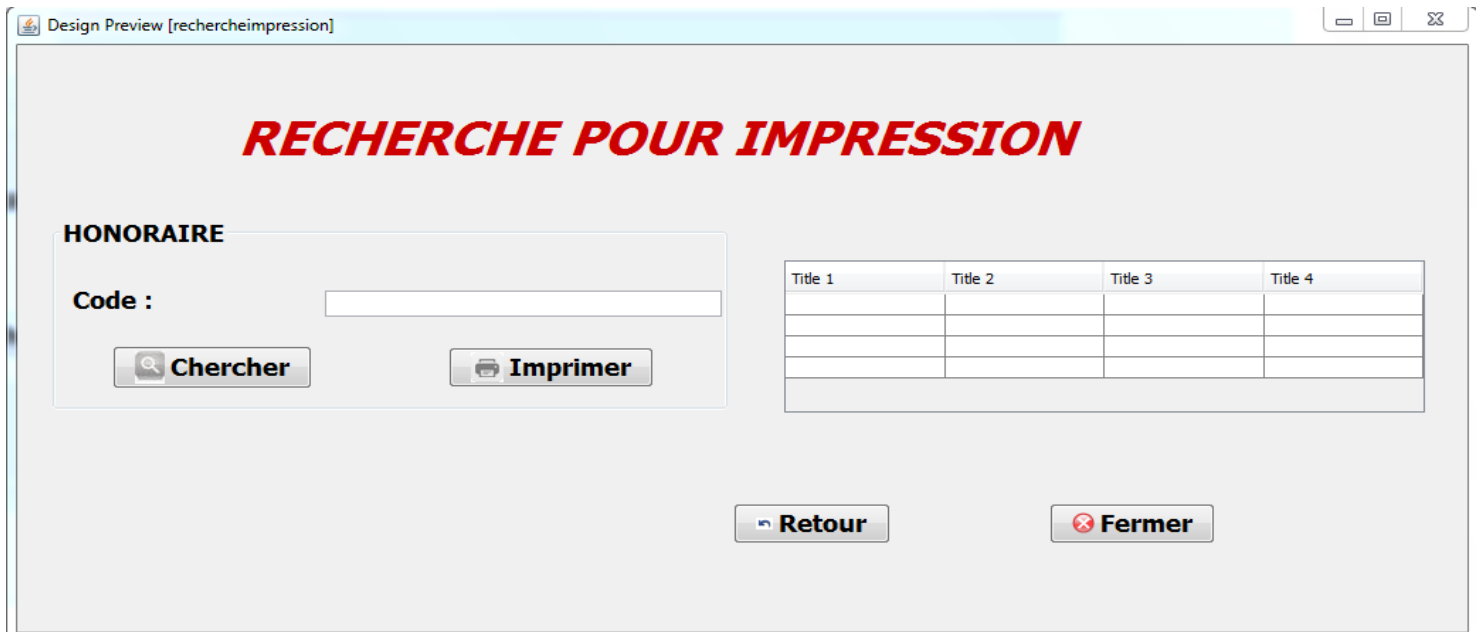 Design Preview [rechercheimpression]
RECHERCHE POUR IMPRESSION
HONORAIRE
Code :
Chercher
Imprimer
Title 1 Title 2 Title 3 Title 4
Retour
Fermer